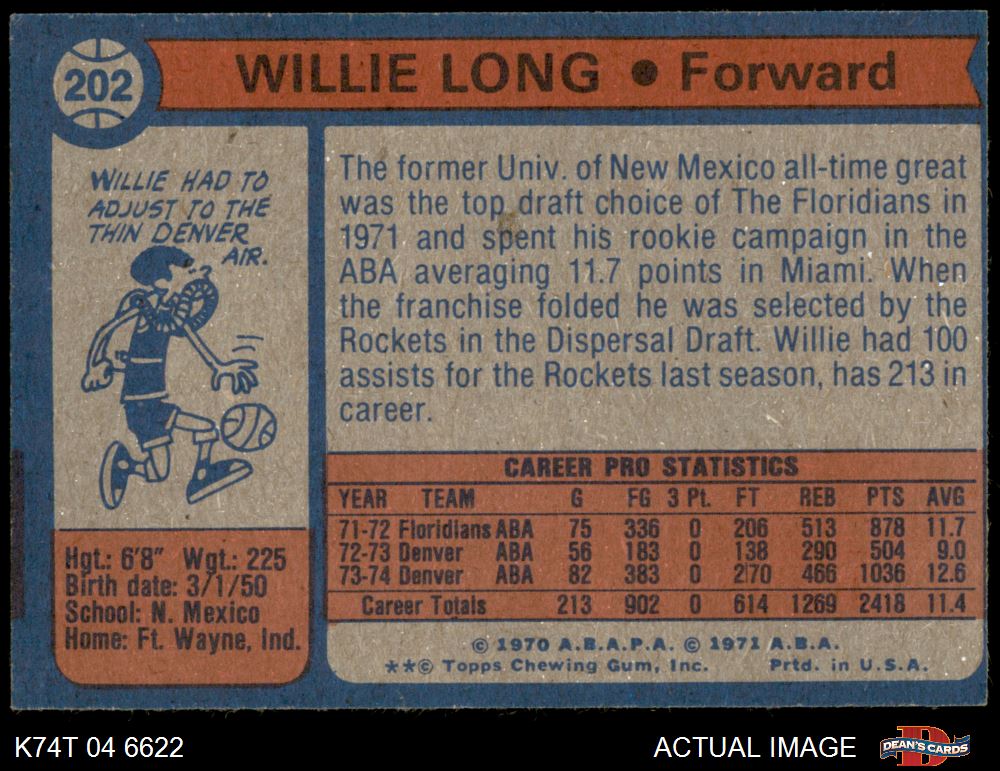 202
WILLIE LONG • Forward
WILLIE HAD TO
ADJUST TO THE
THIN DENVER
AIR.
The former Univ. of New Mexico all-time great
was the top draft choice of The Floridians in
1971 and spent his rookie campaign in the
ABA averaging 11.7 points in Miami. When
the franchise folded he was selected by the
Rockets in the Dispersal Draft. Willie had 100
assists for the Rockets last season, has 213 in
career.
Hgt.: 6'8" Wgt.: 225
Birth date: 3/1/50
School: N. Mexico
Home: Ft. Wayne, Ind.
CAREER PRO STATISTICS
YEAR TEAM G FG 3 Pt. FT REB PTS AVG
71-72 Floridians ABA 75 336 0 206 513 878 11.7
72-73 Denver ABA 56 183 0 138 290 504 9.0
73-74 Denver ABA 82 383 0 270 466 1036 12.6
Career Totals 213 902 0 614 1269 2418 11.4
© 1970 A.B.A.P.A. © 1971 A.B.A.
**© Topps Chewing Gum, Inc. Prtd. in U.S.A.
K74T 04 6622
ACTUAL IMAGE
DEAN'S CARDS